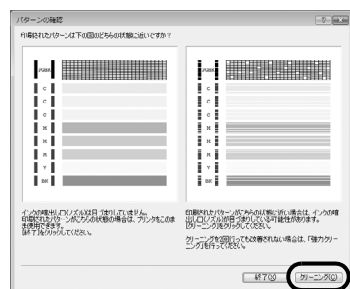 パターンの確認
印刷されたパターンは下の図のどちらの状態に近いですか?
PGBK
C
C
C
M
M
M
Y
BK
PGBK
C
C
C
M
M
M
Y
BK
インクの噴出し口(ノズル)は目づまりしていません。
印刷されたパターンがこちらの状態の場合は、プリンタをこのまま使用できます。
[終了]をクリックしてください。
印刷されたパターンがこちらの状態に近い場合は、インクの噴出し口(ノズル)が目づまりしている可能性があります。
[クリーニング]をクリックしてください。
クリーニングを2回行っても改善されない場合は、「強力クリーニング」を行ってください。
終了(X)
クリーニング(C)